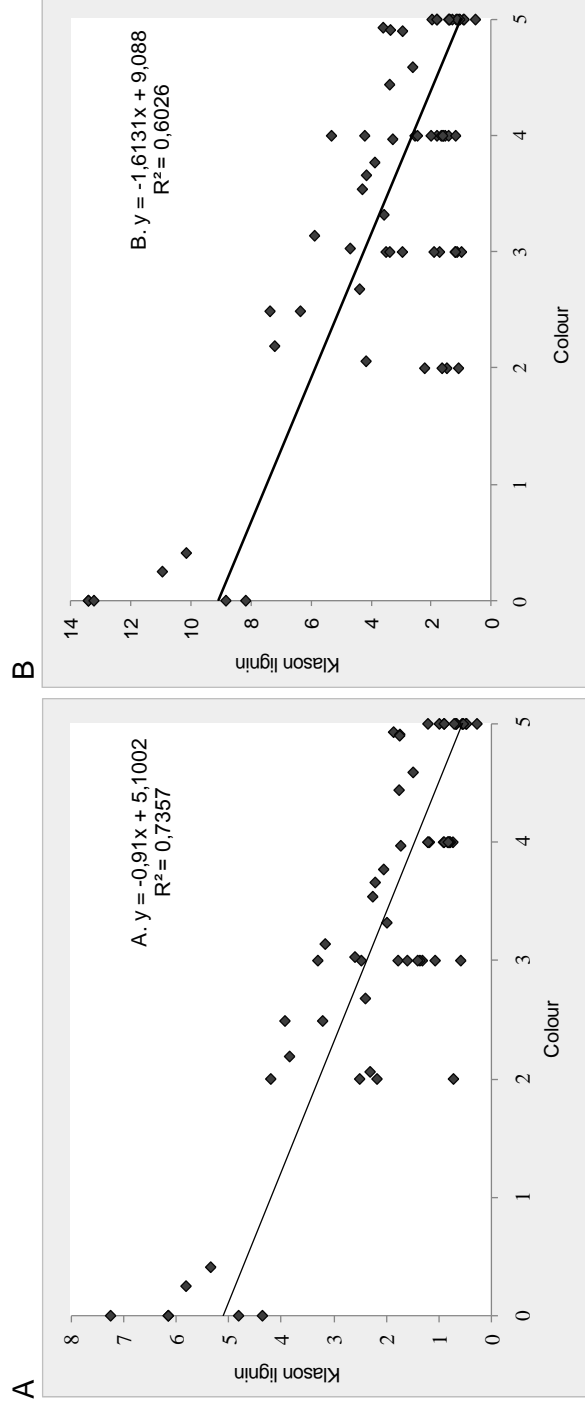 A
A. y = -0,91x + 5,1002
R² = 0,7357
8
7
6
5
4
3
2
1
0
Klason lignin
0 1 2 3 4 5
Colour
B
B. y = -1,6131x + 9,088
R² = 0,6026
14
12
10
8
6
4
2
0
Klason lignin
0 1 2 3 4 5
Colour